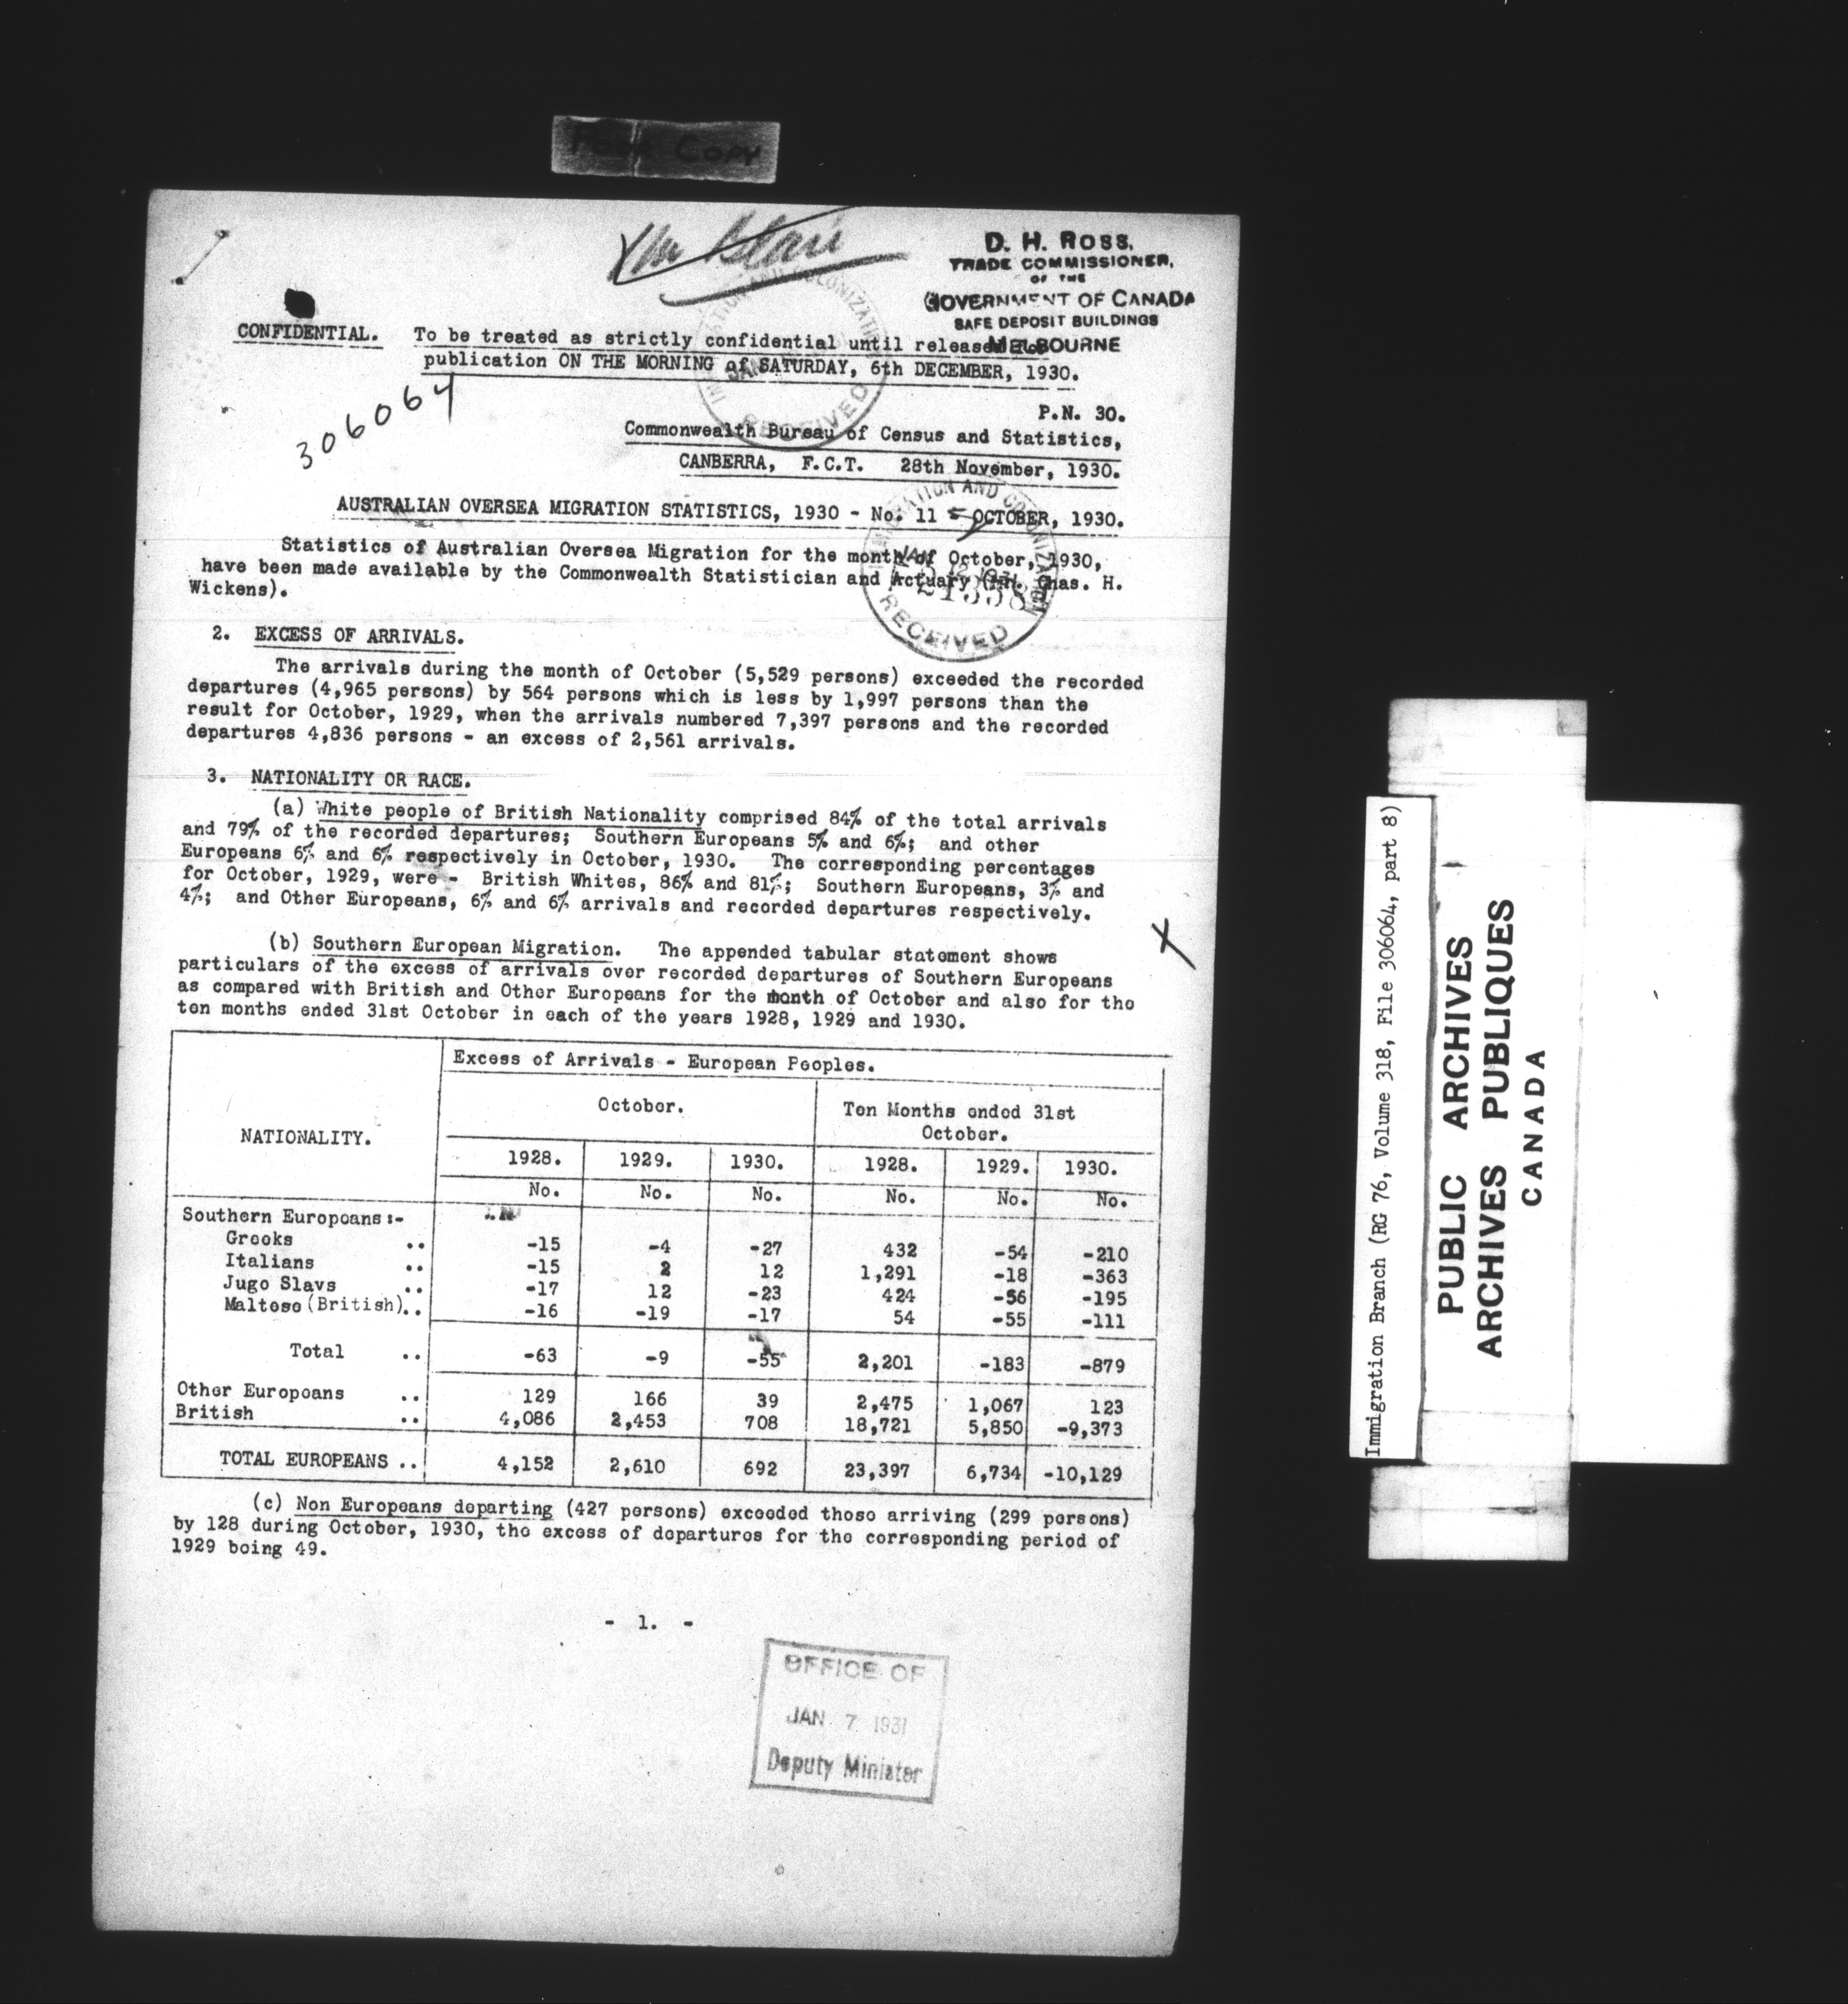 Poor Copy
Mr Blair
D. H. ROSS,
TRADE COMMISSIONER,
OF THE
GOVERNMENT OF CANADA
SAFE DEPOSIT BUILDINGS
MELBOURNE
CONFIDENTIAL. To be treated as strictly confidential until released for
publication ON THE MORNING of SATURDAY, 6th DECEMBER, 1930.
306064
P.N. 30.
Commonwealth Bureau of Census and Statistics,
CANBERRA, F.C.T. 28th November, 1930.
AUSTRALIAN OVERSEA MIGRATION STATISTICS, 1930 - No. 11 - OCTOBER, 1930.
Statistics of Australian Oversea Migration for the month of October, 1930,
have been made available by the Commonwealth Statistician and Actuary (Mr. Chas. H.
Wickens).
IMMIGRATION AND COLONIZATION
RECEIVED
IMMIGRATION AND COLONIZATION
RECEIVED
2. EXCESS OF ARRIVALS.
The arrivals during the month of October (5,529 persons) exceeded the recorded
departures (4,965 persons) by 564 persons which is less by 1,997 persons than the
result for October, 1929, when the arrivals numbered 7,397 persons and the recorded
departures 4,836 persons - an excess of 2,561 arrivals.
3. NATIONALITY OR RACE.
(a) White people of British Nationality comprised 84% of the total arrivals
and 79% of the recorded departures; Southern Europeans 5% and 6%; and other
Europeans 6% and 6% respectively in October, 1930. The corresponding percentages
for October, 1929, were - British Whites, 86% and 81%; Southern Europeans, 3% and
4%; and Other Europeans, 6% and 6% arrivals and recorded departures respectively.
(b) Southern European Migration. The appended tabular statement shows
particulars of the excess of arrivals over recorded departures of Southern Europeans
as compared with British and Other Europeans for the month of October and also for the
ten months ended 31st October in each of the years 1928, 1929 and 1930.
NATIONALITY.
Excess of Arrivals - European Peoples.
October. Ten Months ended 31st
October.
1928. 1929. 1930. 1928. 1929. 1930.
No. No. No. No. No. No.
Southern Europeans:-
Greeks .. -15 -4 -27 432 -54 -210
Italians .. -15 2 12 1,291 -18 -363
Jugo Slavs .. -17 12 -23 424 -56 -195
Maltese (British).. -16 -19 -17 54 -55 -111
Total .. -63 -9 -55 2,201 -183 -879
Other Europeans .. 129 166 39 2,475 1,067 123
British .. 4,086 2,453 708 18,721 5,850 -9,373
TOTAL EUROPEANS .. 4,152 2,610 692 23,397 6,734 -10,129
(c) Non Europeans departing (427 persons) exceeded those arriving (299 persons)
by 128 during October, 1930, the excess of departures for the corresponding period of
1929 being 49.
- 1. -
OFFICE OF
JAN 7 1931
Deputy Minister
Immigration Branch (RG 76, Volume 318, File 306064, part 8)
PUBLIC ARCHIVES
ARCHIVES PUBLIQUES
CANADA